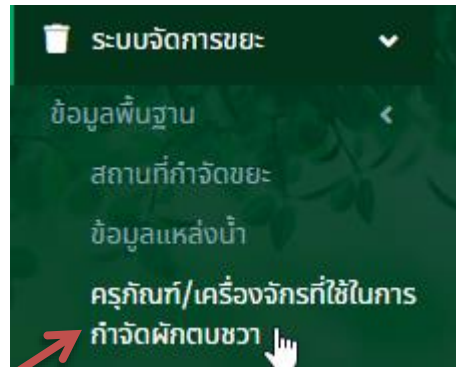 ระบบจัดการขยะ
ข้อมูลพื้นฐาน
สถานที่กำจัดขยะ
ข้อมูลแหล่งน้ำ
ครุภัณฑ์/เครื่องจักรที่ใช้ในการ
กำจัดผักตบชวา